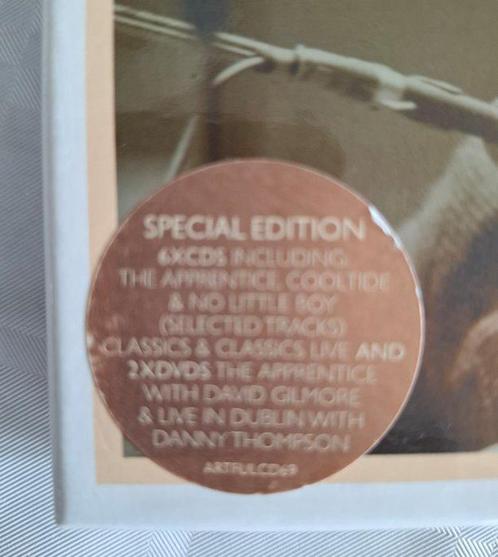 SPECIAL EDITION
6XCDS INCLUDING:
THE APPRENTICE, COOLTIDE
& NO LITTLE BOY
(SELECTED TRACKS)
CLASSICS & CLASSICS LIVE AND
2XDVDS THE APPRENTICE
WITH DAVID GILMORE
& LIVE IN DUBLIN WITH
DANNY THOMPSON
ARTFULCD69